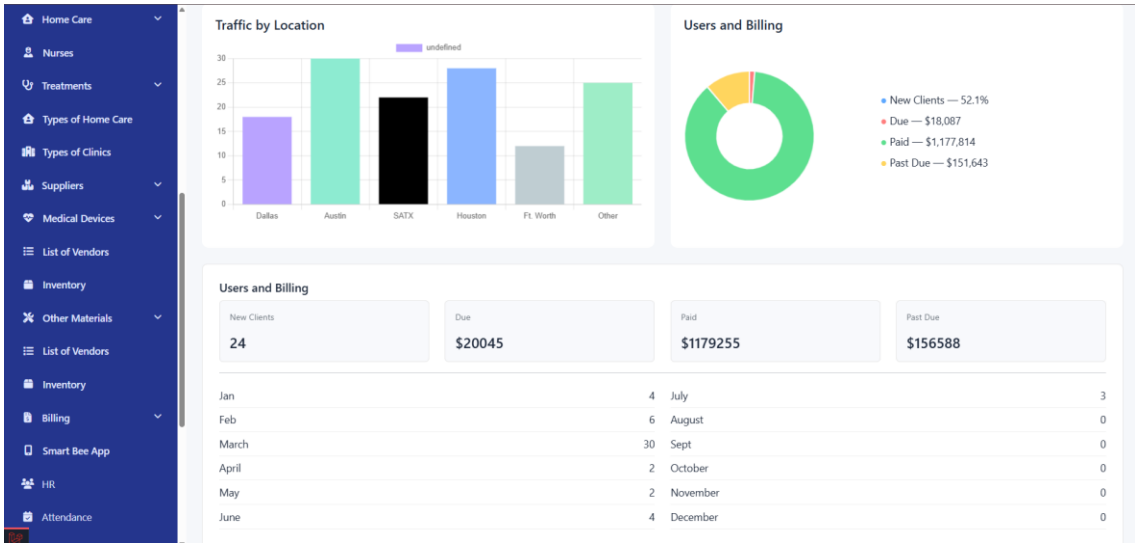 Home Care
Nurses
Treatments
Types of Home Care
Types of Clinics
Suppliers
Medical Devices
List of Vendors
Inventory
Other Materials
List of Vendors
Inventory
Billing
Smart Bee App
HR
Attendance
Traffic by Location
undefined
30
25
20
15
10
5
0
Dallas Austin SATX Houston Ft. Worth Other
Users and Billing
New Clients — 52.1%
Due — $18,087
Paid — $1,177,814
Past Due — $151,643
Users and Billing
New Clients Due Paid Past Due
24 $20045 $1179255 $156588
Jan 4 July 3
Feb 6 August 0
March 30 Sept 0
April 2 October 0
May 2 November 0
June 4 December 0